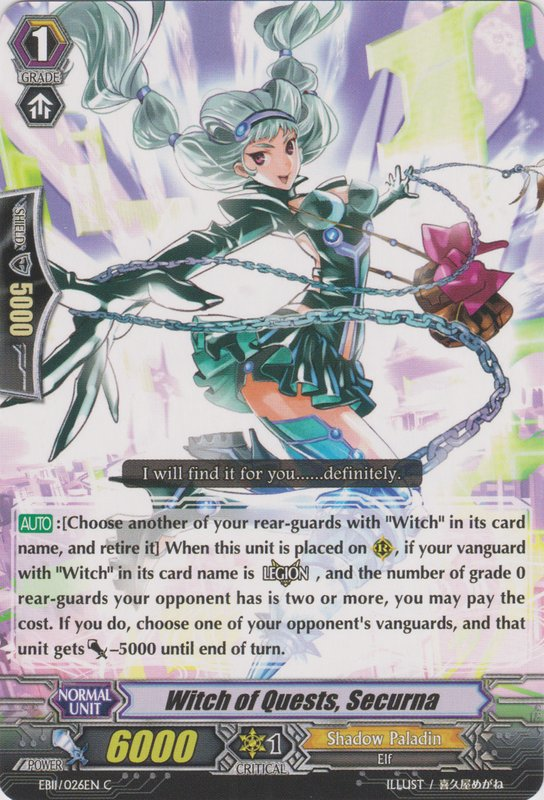 1
GRADE
SHIELD
5000
I will find it for you......definitely.
AUTO :[Choose another of your rear-guards with "Witch" in its card
name, and retire it] When this unit is placed on R, if your vanguard
with "Witch" in its card name is LEGION , and the number of grade 0
rear-guards your opponent has is two or more, you may pay the
cost. If you do, choose one of your opponent's vanguards, and that
unit gets -5000 until end of turn.
NORMAL
UNIT
Witch of Quests, Securna
POWER
6000
1
CRITICAL
Shadow Paladin
Elf
EB11/026EN C
ILLUST / 喜久屋めがね